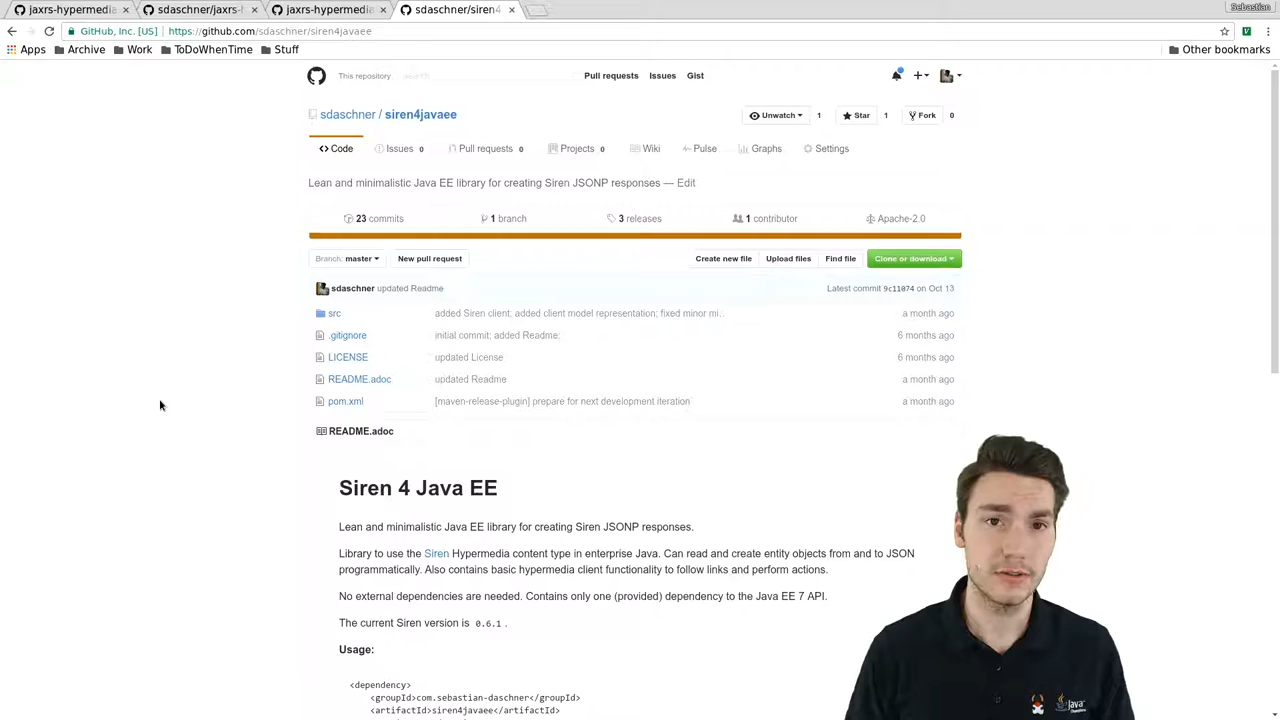 jaxrs-hypermedia
sdaschner/jaxrs-h
jaxrs-hypermedia
sdaschner/siren4
Sebastian
GitHub, Inc. [US] https://github.com/sdaschner/siren4javaee
Apps Archive Work ToDoWhenTime Stuff Other bookmarks
This repository Search Pull requests Issues Gist
sdaschner / siren4javaee Unwatch 1 Star 1 Fork 0
Code Issues 0 Pull requests 0 Projects 0 Wiki Pulse Graphs Settings
Lean and minimalistic Java EE library for creating Siren JSONP responses — Edit
23 commits 1 branch 3 releases 1 contributor Apache-2.0
Branch: master New pull request Create new file Upload files Find file Clone or download
sdaschner updated Readme Latest commit 9c11074 on Oct 13
src added Siren client; added client model representation; fixed minor mi… a month ago
.gitignore initial commit; added Readme; 6 months ago
LICENSE updated License 6 months ago
README.adoc updated Readme a month ago
pom.xml [maven-release-plugin] prepare for next development iteration a month ago
README.adoc
Siren 4 Java EE
Lean and minimalistic Java EE library for creating Siren JSONP responses.
Library to use the Siren Hypermedia content type in enterprise Java. Can read and create entity objects from and to JSON
programmatically. Also contains basic hypermedia client functionality to follow links and perform actions.
No external dependencies are needed. Contains only one (provided) dependency to the Java EE 7 API.
The current Siren version is 0.6.1 .
Usage:
<dependency>
<groupId>com.sebastian-daschner</groupId>
<artifactId>siren4javaee</artifactId>
Java